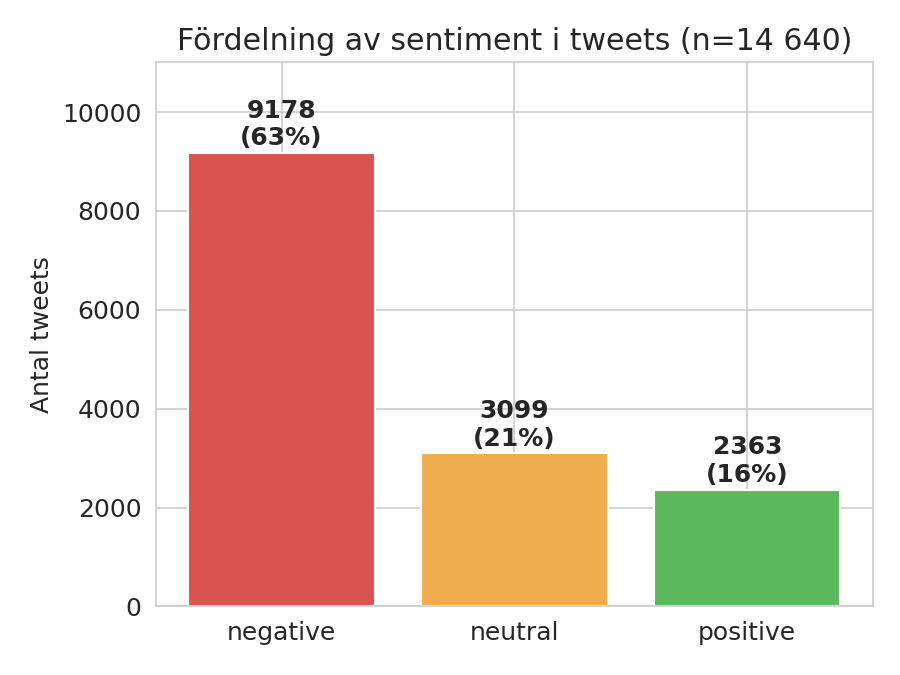 Fördelning av sentiment i tweets (n=14 640)
Antal tweets
10000
8000
6000
4000
2000
0
9178
(63%)
3099
(21%)
2363
(16%)
negative
neutral
positive